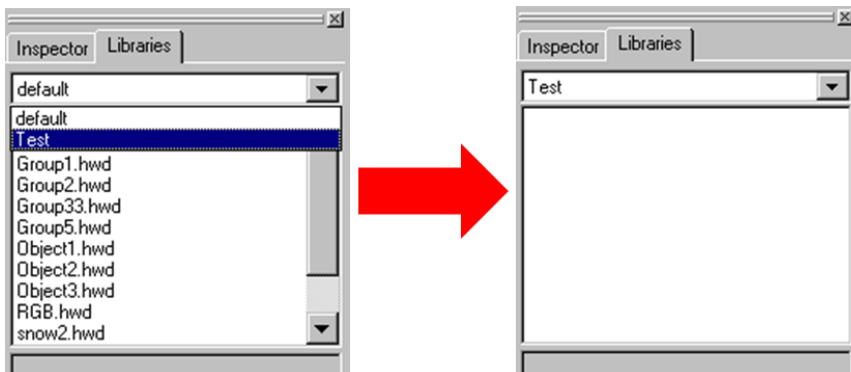 Inspector Libraries
default
default
Test
Group1.hwd
Group2.hwd
Group33.hwd
Group5.hwd
Object1.hwd
Object2.hwd
Object3.hwd
RGB.hwd
snow2.hwd
Inspector Libraries
Test